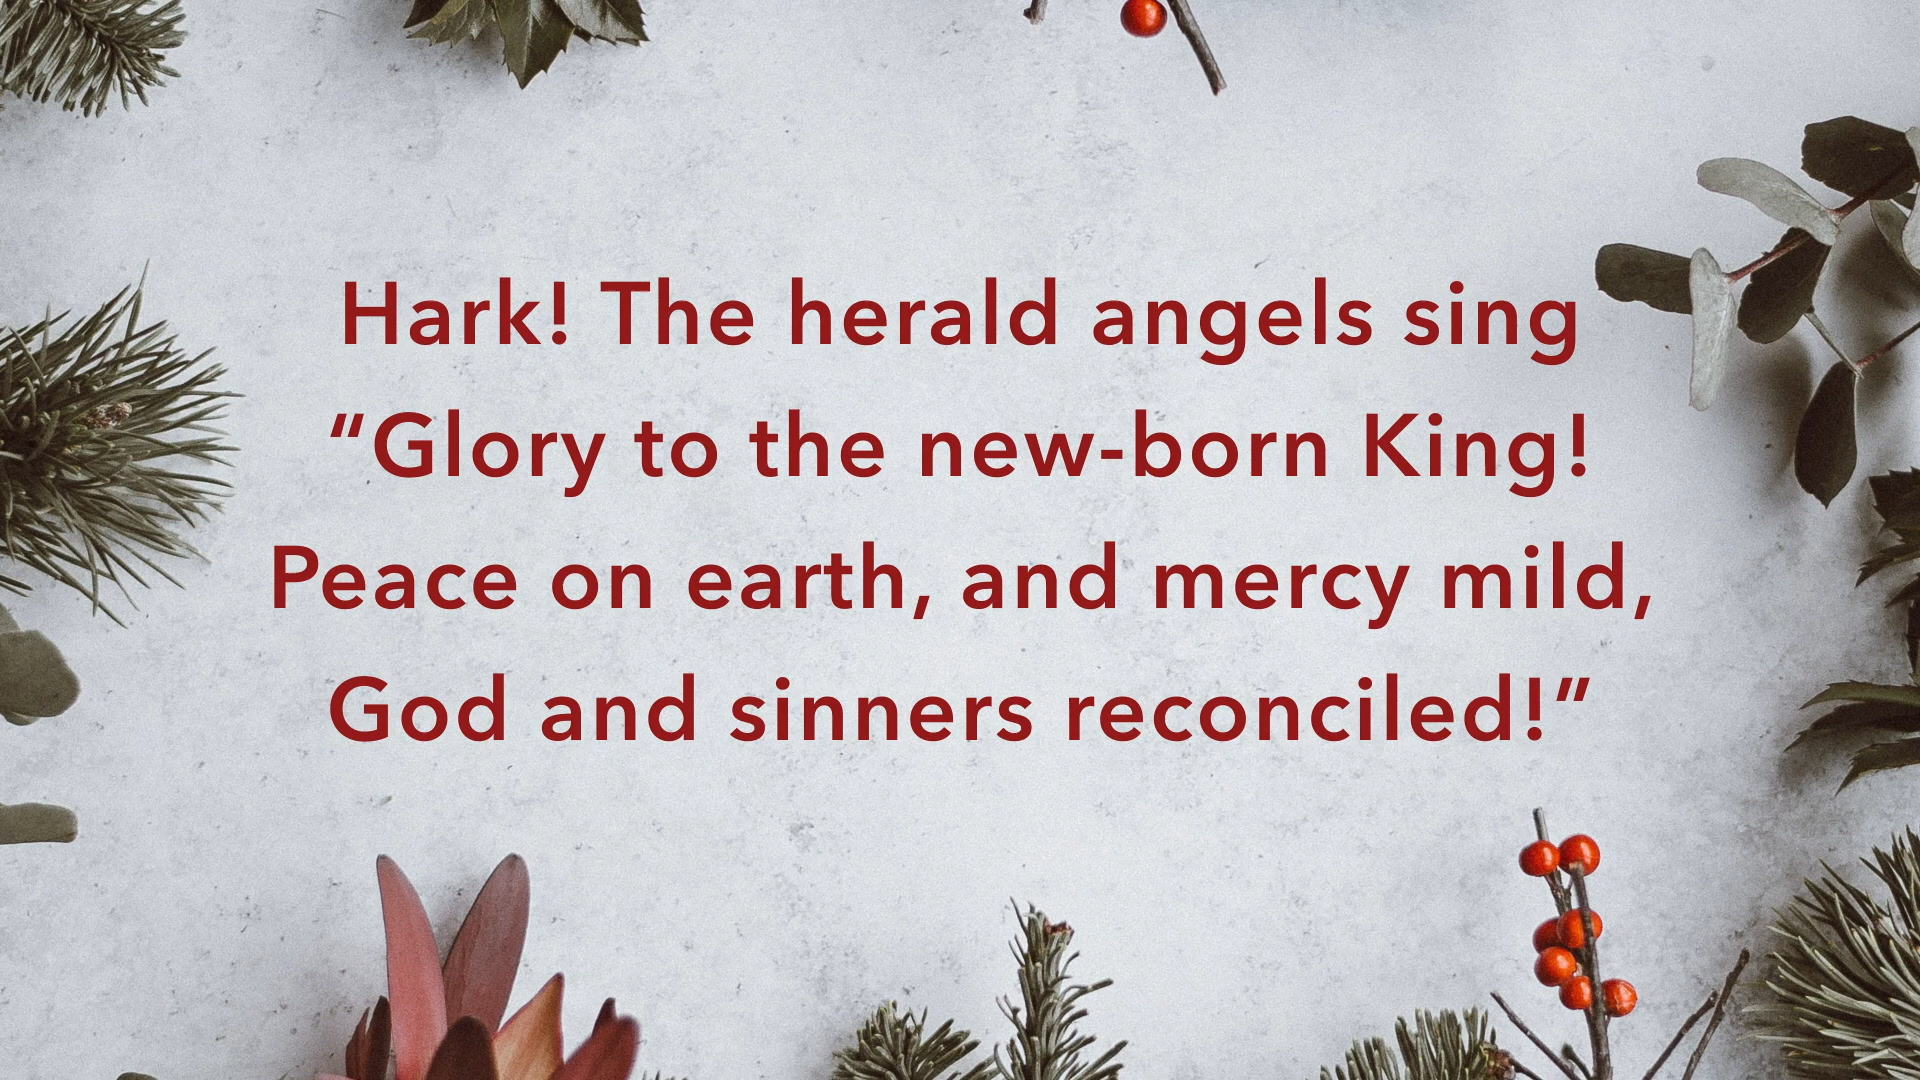 Hark! The herald angels sing
“Glory to the new-born King!
Peace on earth, and mercy mild,
God and sinners reconciled!”